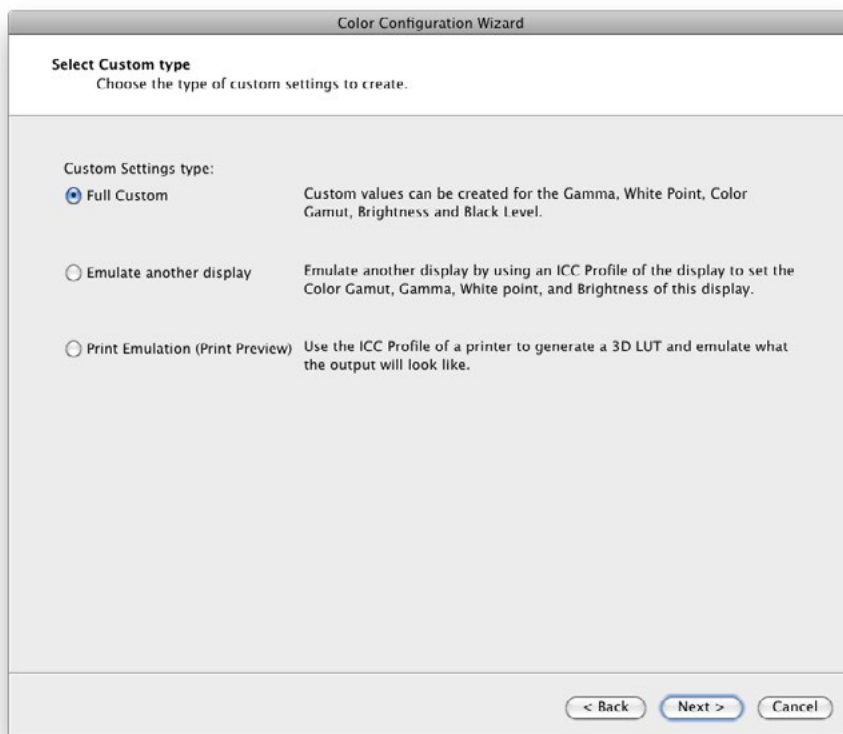 Color Configuration Wizard
Select Custom type
Choose the type of custom settings to create.
Custom Settings type:
Full Custom
Custom values can be created for the Gamma, White Point, Color
Gamut, Brightness and Black Level.
Emulate another display
Emulate another display by using an ICC Profile of the display to set the
Color Gamut, Gamma, White point, and Brightness of this display.
Print Emulation (Print Preview)
Use the ICC Profile of a printer to generate a 3D LUT and emulate what
the output will look like.
< Back
Next >
Cancel